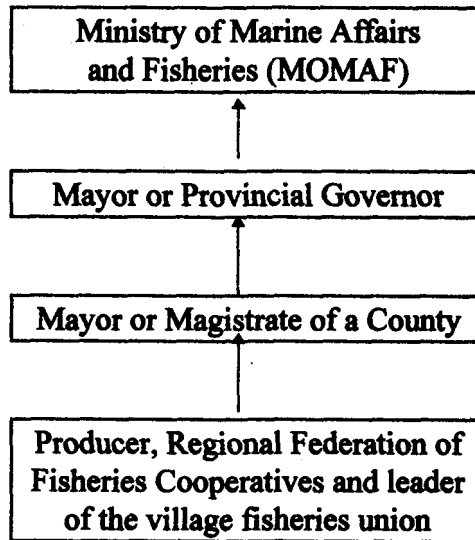 Ministry of Marine Affairs
and Fisheries (MOMAF)
Mayor or Provincial Governor
Mayor or Magistrate of a County
Producer, Regional Federation of
Fisheries Cooperatives and leader
of the village fisheries union